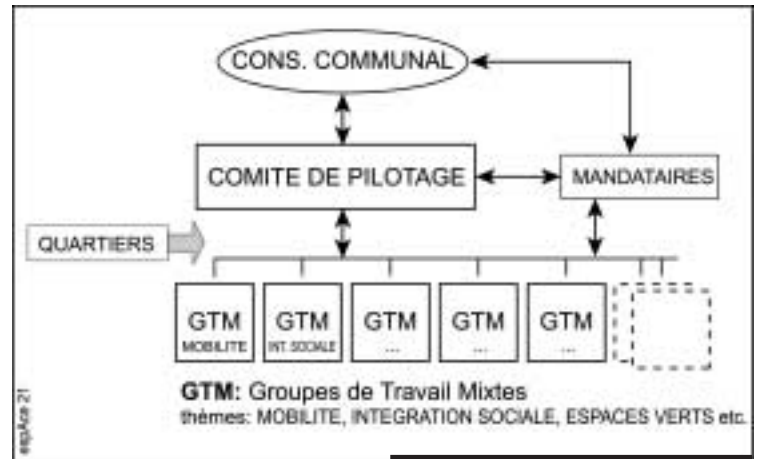 CONS. COMMUNAL
COMITE DE PILOTAGE
MANDATAIRES
QUARTIERS
GTM
MOBILITE
GTM
INT. SOCIALE
GTM
...
GTM
...
GTM
...
GTM: Groupes de Travail Mixtes
thèmes: MOBILITE, INTEGRATION SOCIALE, ESPACES VERTS etc.
espAce 21